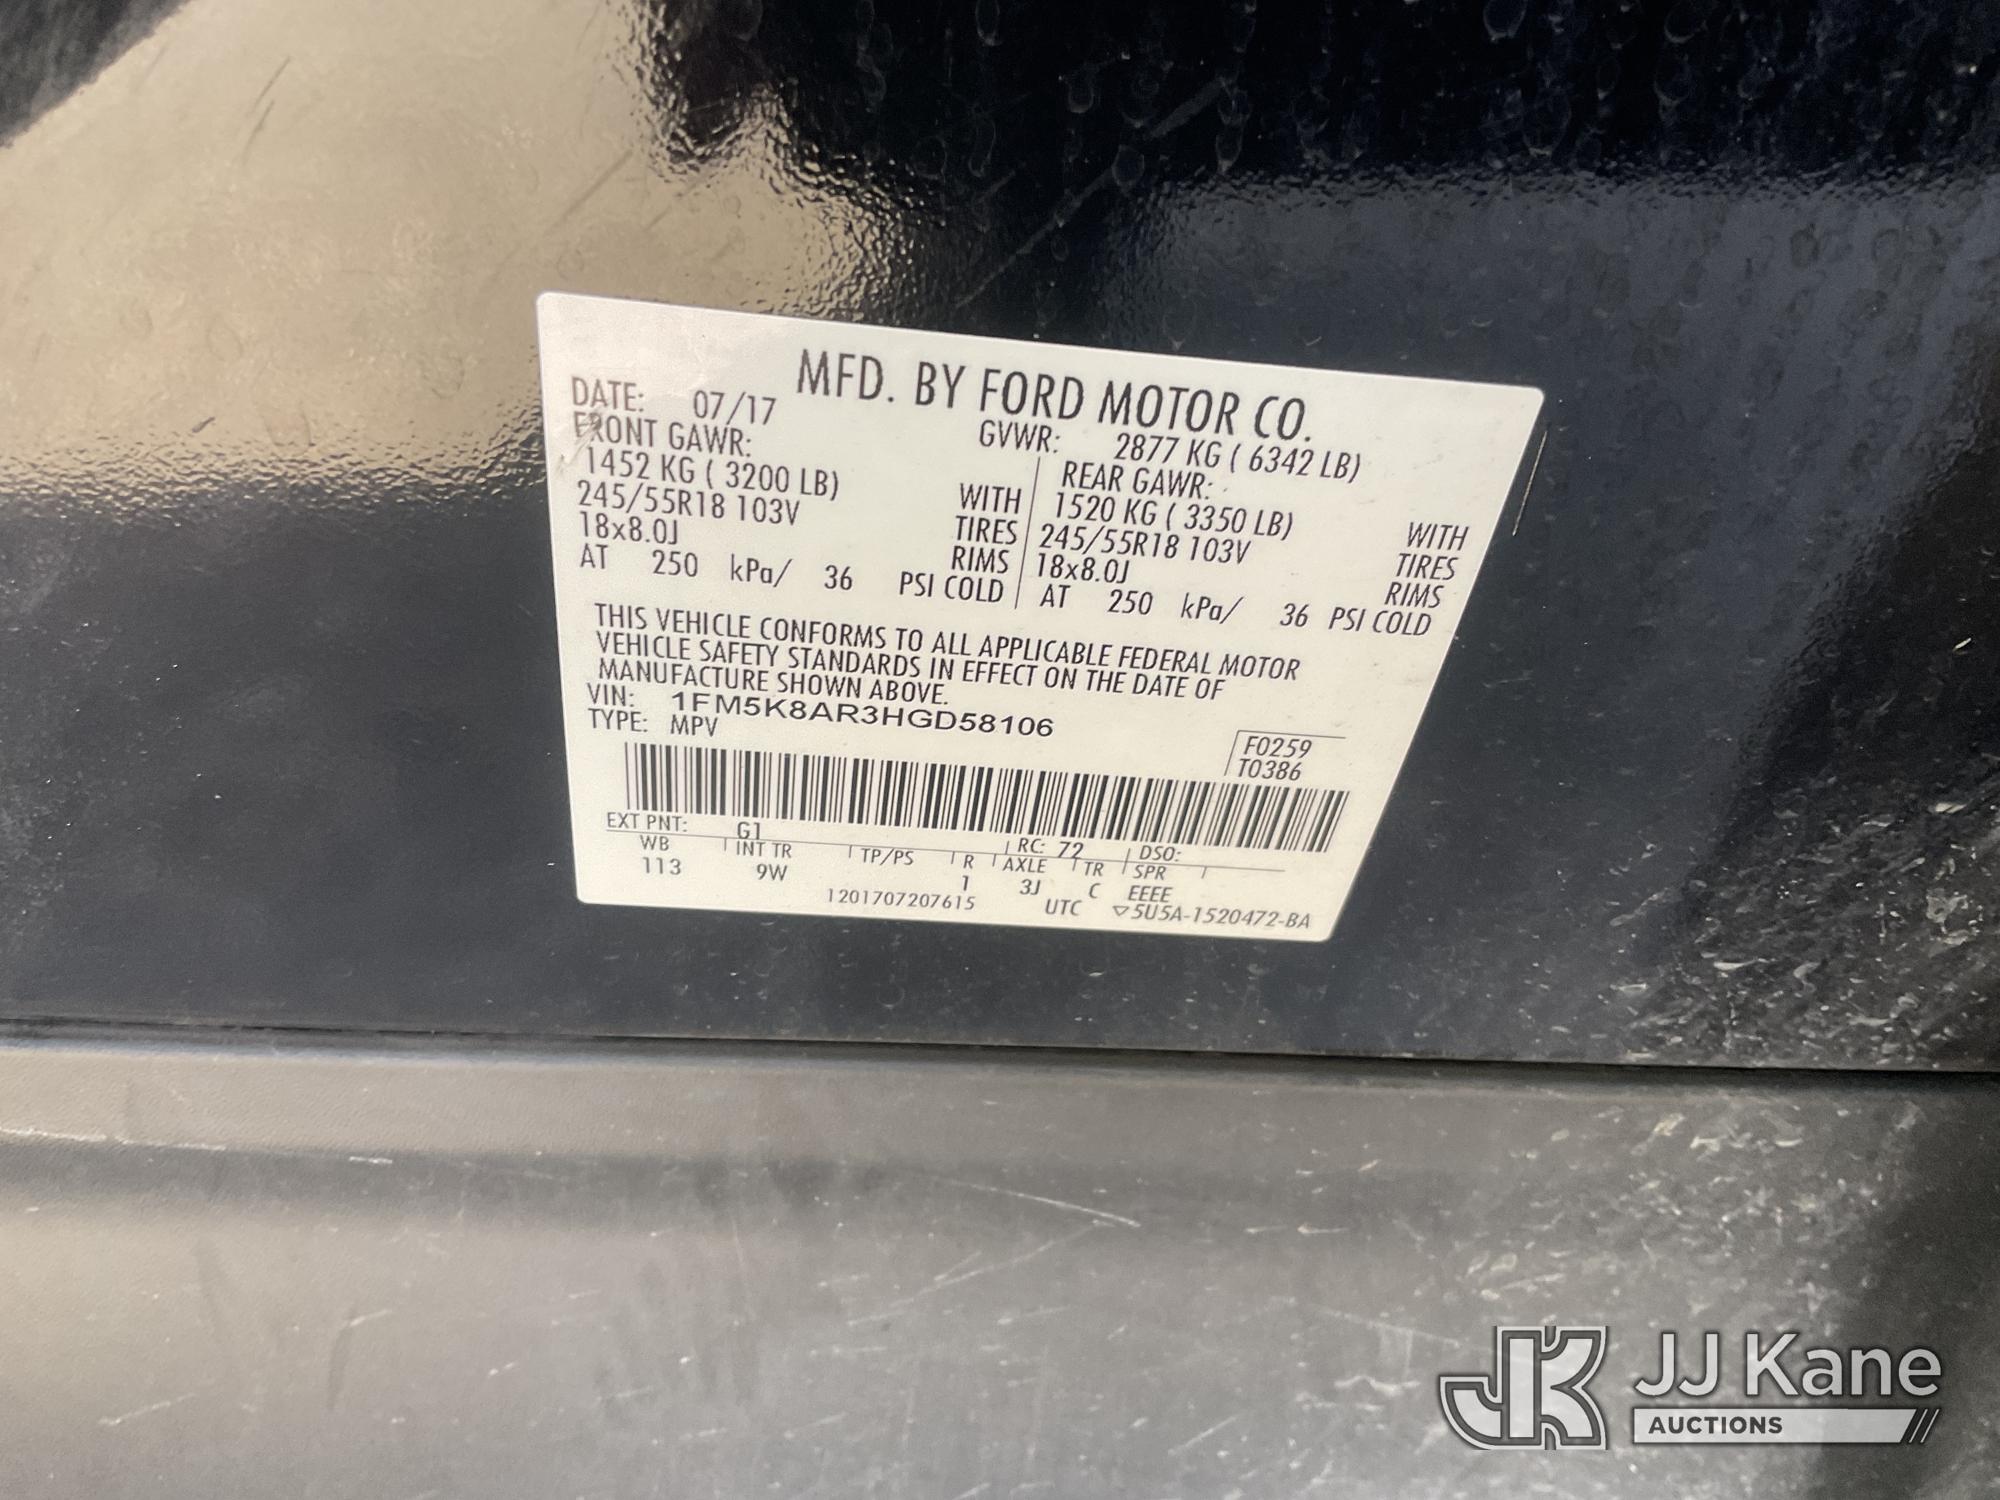 MFD. BY FORD MOTOR CO.
DATE: 07/17 GVWR: 2877 KG ( 6342 LB)
FRONT GAWR: REAR GAWR:
1452 KG ( 3200 LB) WITH 1520 KG ( 3350 LB) WITH
245/55R18 103V TIRES 245/55R18 103V TIRES
18x8.0J RIMS 18x8.0J RIMS
AT 250 kPa/ 36 PSI COLD AT 250 kPa/ 36 PSI COLD
THIS VEHICLE CONFORMS TO ALL APPLICABLE FEDERAL MOTOR
VEHICLE SAFETY STANDARDS IN EFFECT ON THE DATE OF
MANUFACTURE SHOWN ABOVE.
VIN: 1FM5K8AR3HGD58106
TYPE: MPV
F0259
T0386
EXT PNT: G1 RC: 72 DSO:
WB INT TR TP/PS R AXLE TR SPR
113 9W 1 3J C EEEE
1201707207615 UTC ▽5U5A-1520472-BA
JK JJ Kane
AUCTIONS